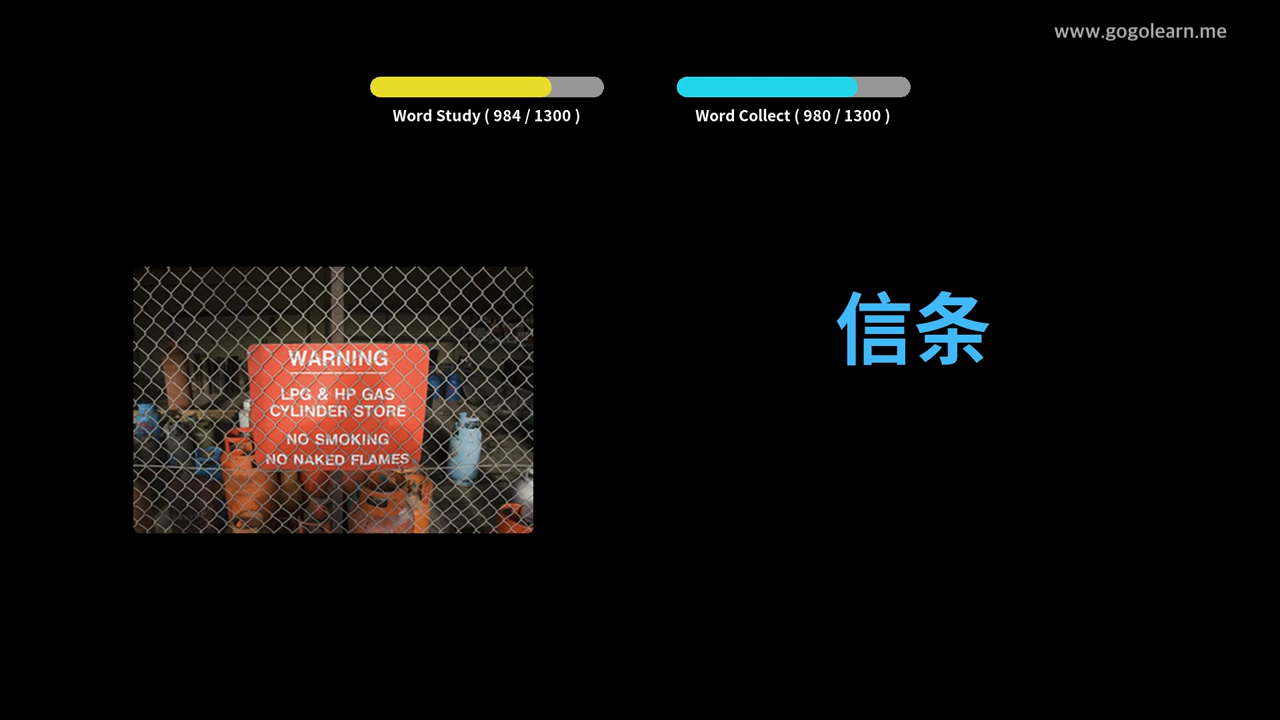 www.gogolearn.me
Word Study ( 984 / 1300 )
Word Collect ( 980 / 1300 )
信条
WARNING
LPG & HP GAS
CYLINDER STORE
NO SMOKING
NO NAKED FLAMES